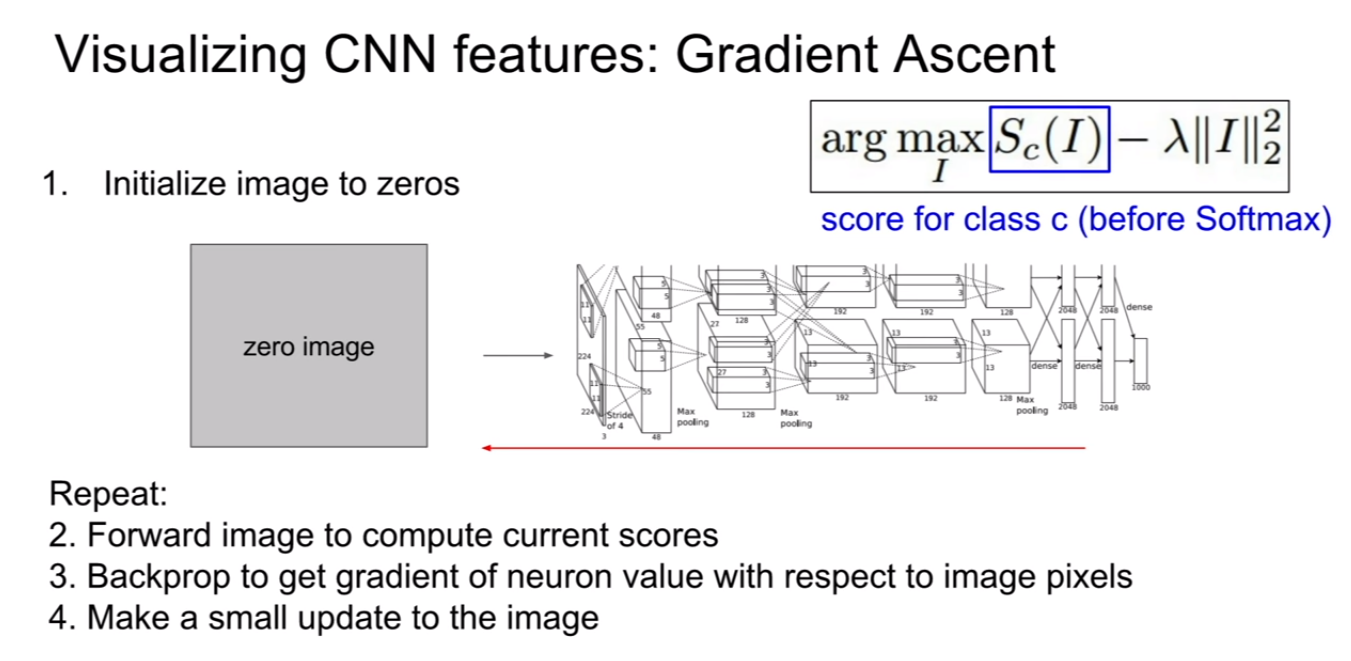 Visualizing CNN features: Gradient Ascent
arg max S_c(I) − λ‖I‖₂²
I
score for class c (before Softmax)
1. Initialize image to zeros
zero image
224
224
11
11
11
11
3
Stride
of 4
55
55
48
48
5
5
5
5
Max
pooling
27
27
128
128
3
3
3
3
Max
pooling
13
13
192
192
3
3
3
3
13
13
192
192
3
3
3
3
13
13
128
128
Max
pooling
dense
dense
dense
2048
2048
2048
2048
1000
Repeat:
2. Forward image to compute current scores
3. Backprop to get gradient of neuron value with respect to image pixels
4. Make a small update to the image